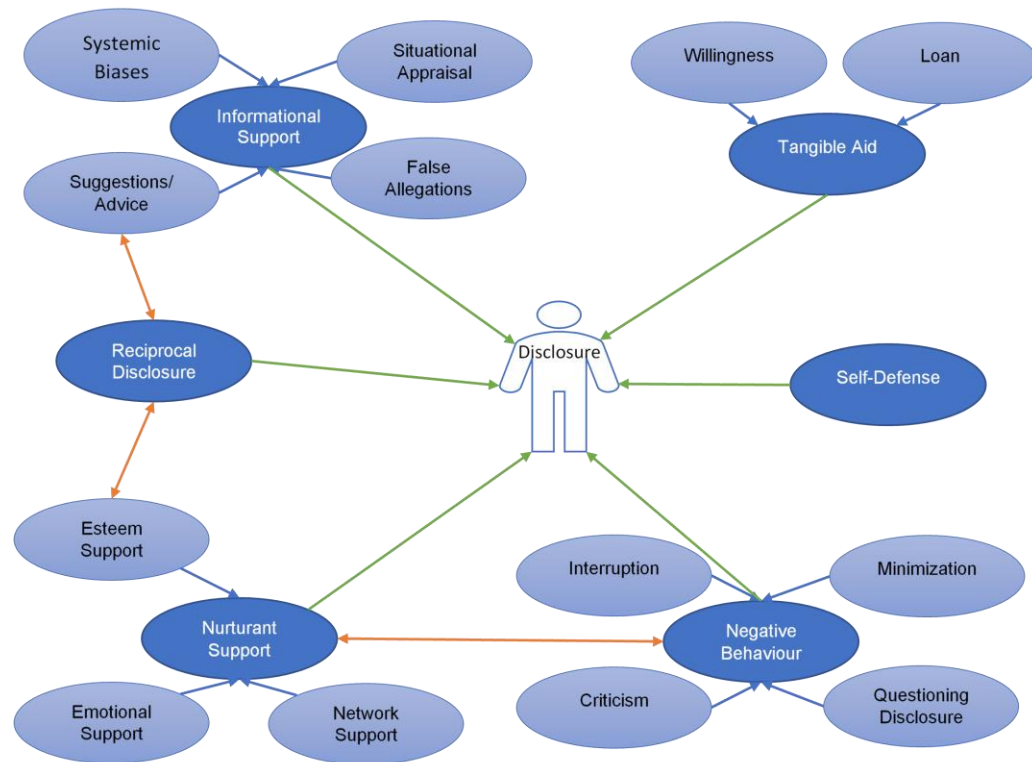 Systemic
Biases
Situational
Appraisal
Willingness
Loan
Informational
Support
Tangible Aid
Suggestions/
Advice
False
Allegations
Reciprocal
Disclosure
Disclosure
Self-Defense
Esteem
Support
Interruption
Minimization
Nurturant
Support
Negative
Behaviour
Emotional
Support
Network
Support
Criticism
Questioning
Disclosure